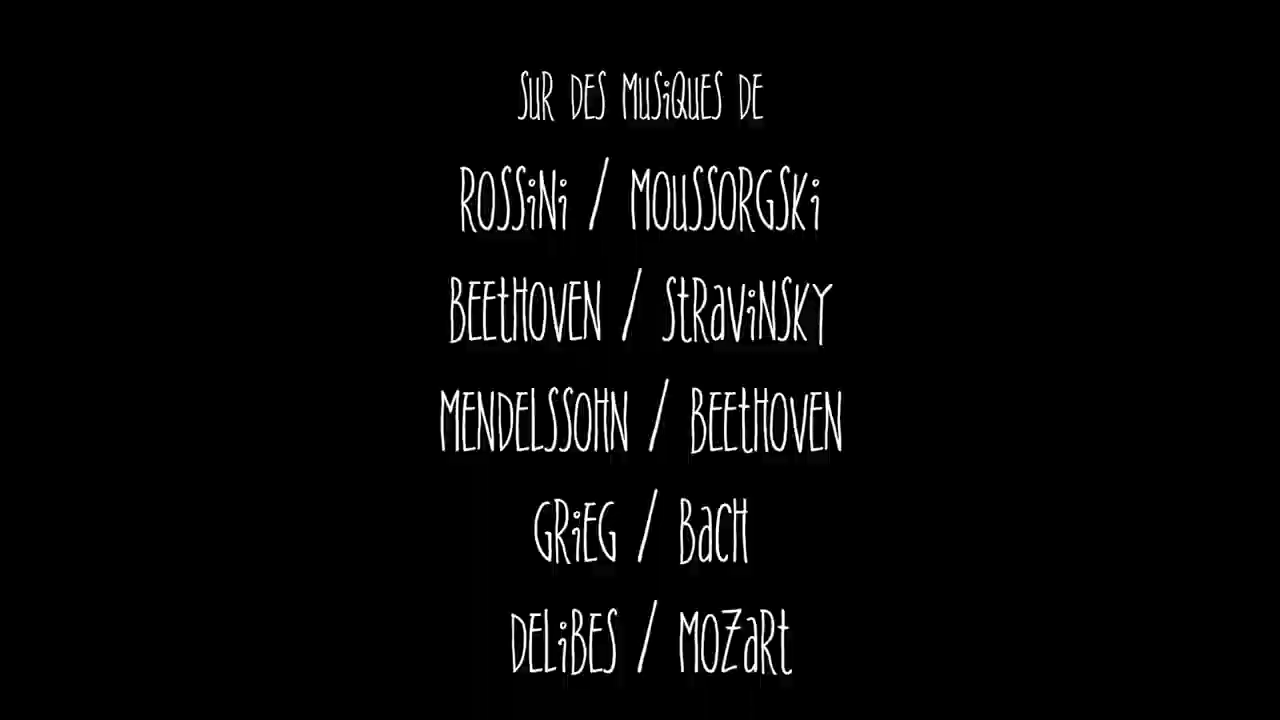 SUR DES MUSiQUES DE
ROSSiNi / MOUSSORGSKi
BEEtHOVEN / StRaViNSKY
MENDELSSOHN / BEEtHOVEN
GRiEG / BaCH
DELiBES / MOZaRt